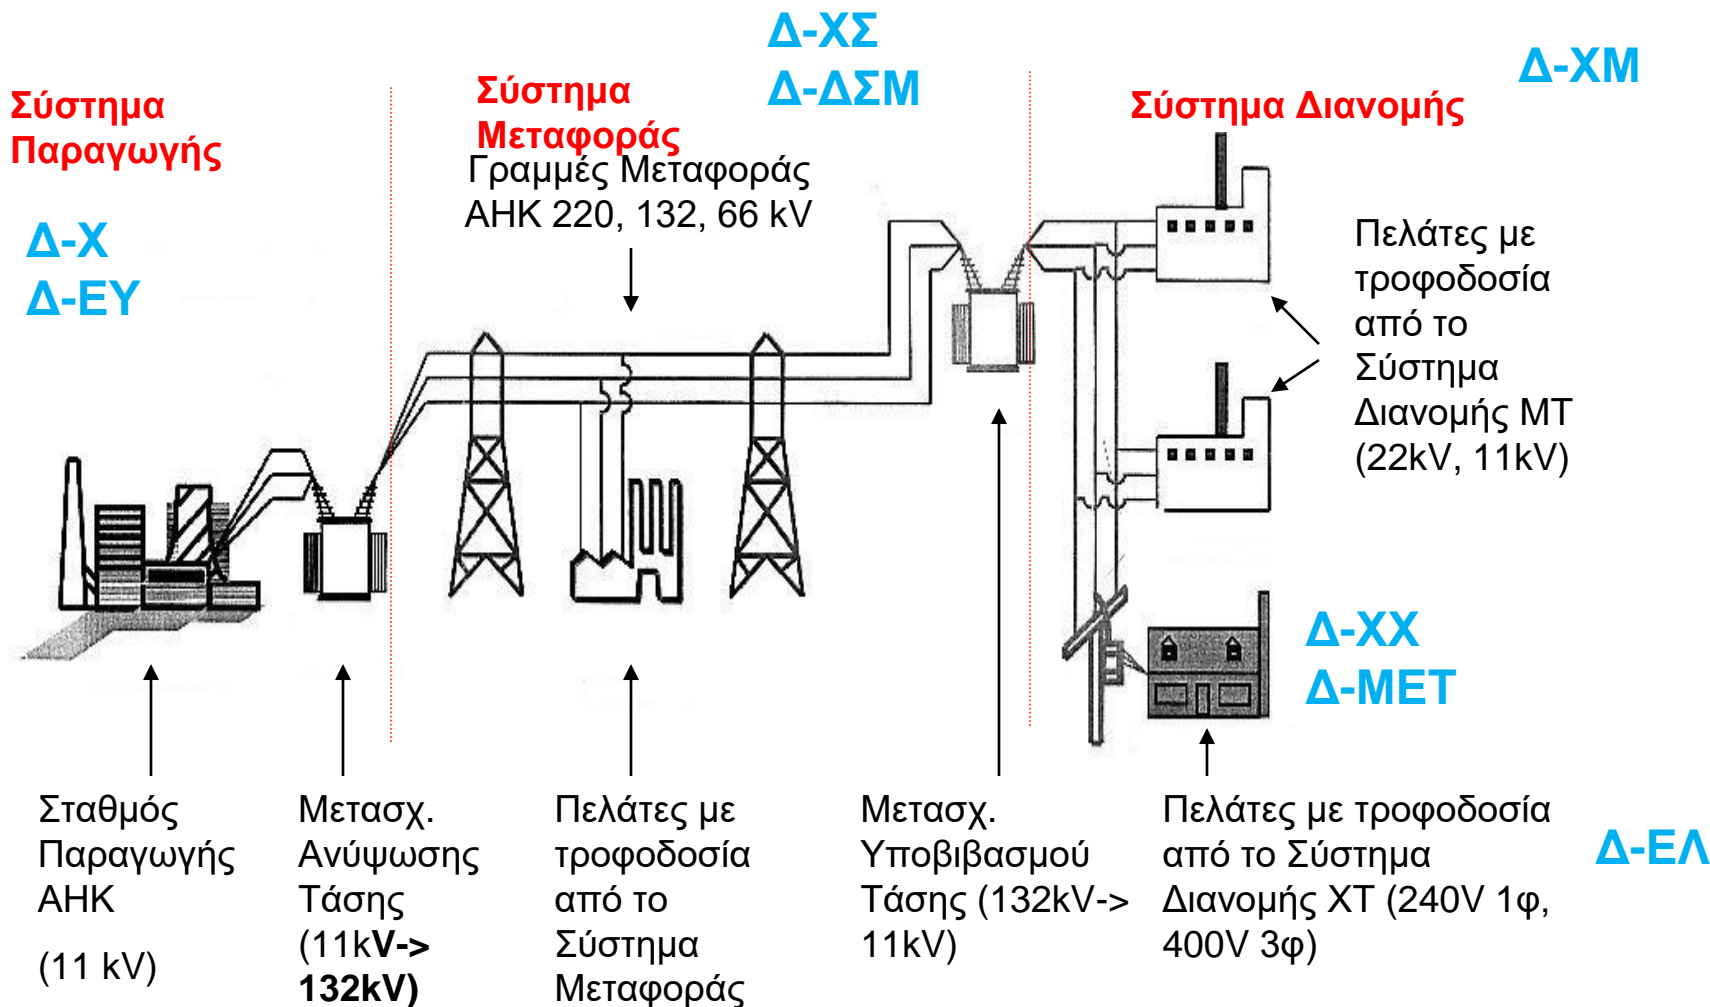 Δ-ΧΣ
Δ-ΔΣΜ
Δ-ΧΜ
Σύστημα
Παραγωγής
Σύστημα
Μεταφοράς
Σύστημα Διανομής
Γραμμές Μεταφοράς
ΑΗΚ 220, 132, 66 kV
Δ-Χ
Δ-ΕΥ
Πελάτες με
τροφοδοσία
από το
Σύστημα
Διανομής ΜΤ
(22kV, 11kV)
Δ-ΧΧ
Δ-ΜΕΤ
Σταθμός
Παραγωγής
ΑΗΚ
(11 kV)
Μετασχ.
Ανύψωσης
Τάσης
(11kV->
132kV)
Πελάτες με
τροφοδοσία
από το
Σύστημα
Μεταφοράς
Μετασχ.
Υποβιβασμού
Τάσης (132kV->
11kV)
Πελάτες με τροφοδοσία
από το Σύστημα
Διανομής ΧΤ (240V 1φ,
400V 3φ)
Δ-ΕΛ